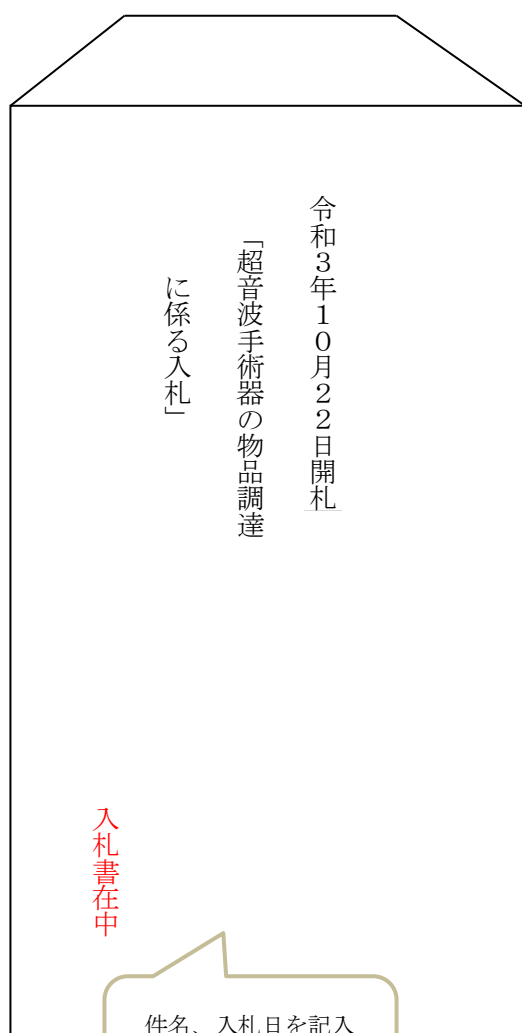 令和３年１０月２２日開札
「超音波手術器の物品調達
に係る入札」
入札書在中
件名、入札日を記入